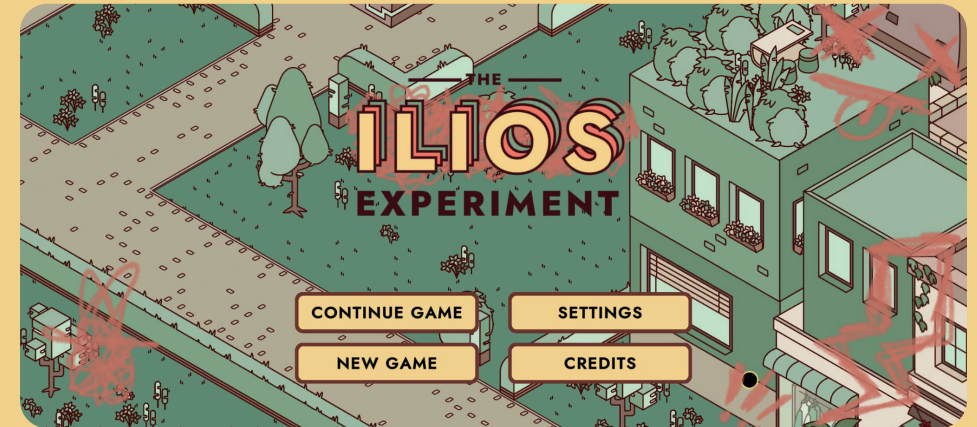 THE
ILIOS
EXPERIMENT
CONTINUE GAME
SETTINGS
NEW GAME
CREDITS